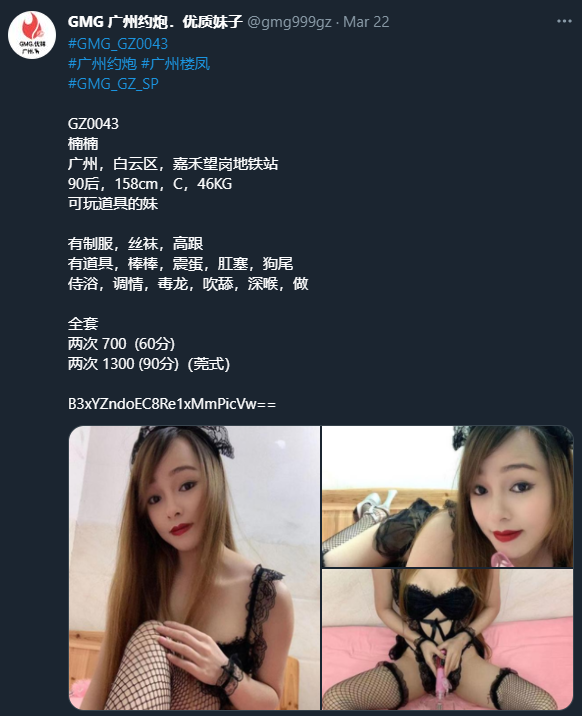 GMG 广州约炮．优质妹子 @gmg999gz · Mar 22
#GMG_GZ0043
#广州约炮 #广州楼凤
#GMG_GZ_SP
GZ0043
楠楠
广州，白云区，嘉禾望岗地铁站
90后，158cm，C，46KG
可玩道具的妹
有制服，丝袜，高跟
有道具，棒棒，震蛋，肛塞，狗尾
侍浴，调情，毒龙，吹舔，深喉，做
全套
两次 700（60分）
两次 1300 (90分)（莞式）
B3xYZndoEC8Re1xMmPicVw==